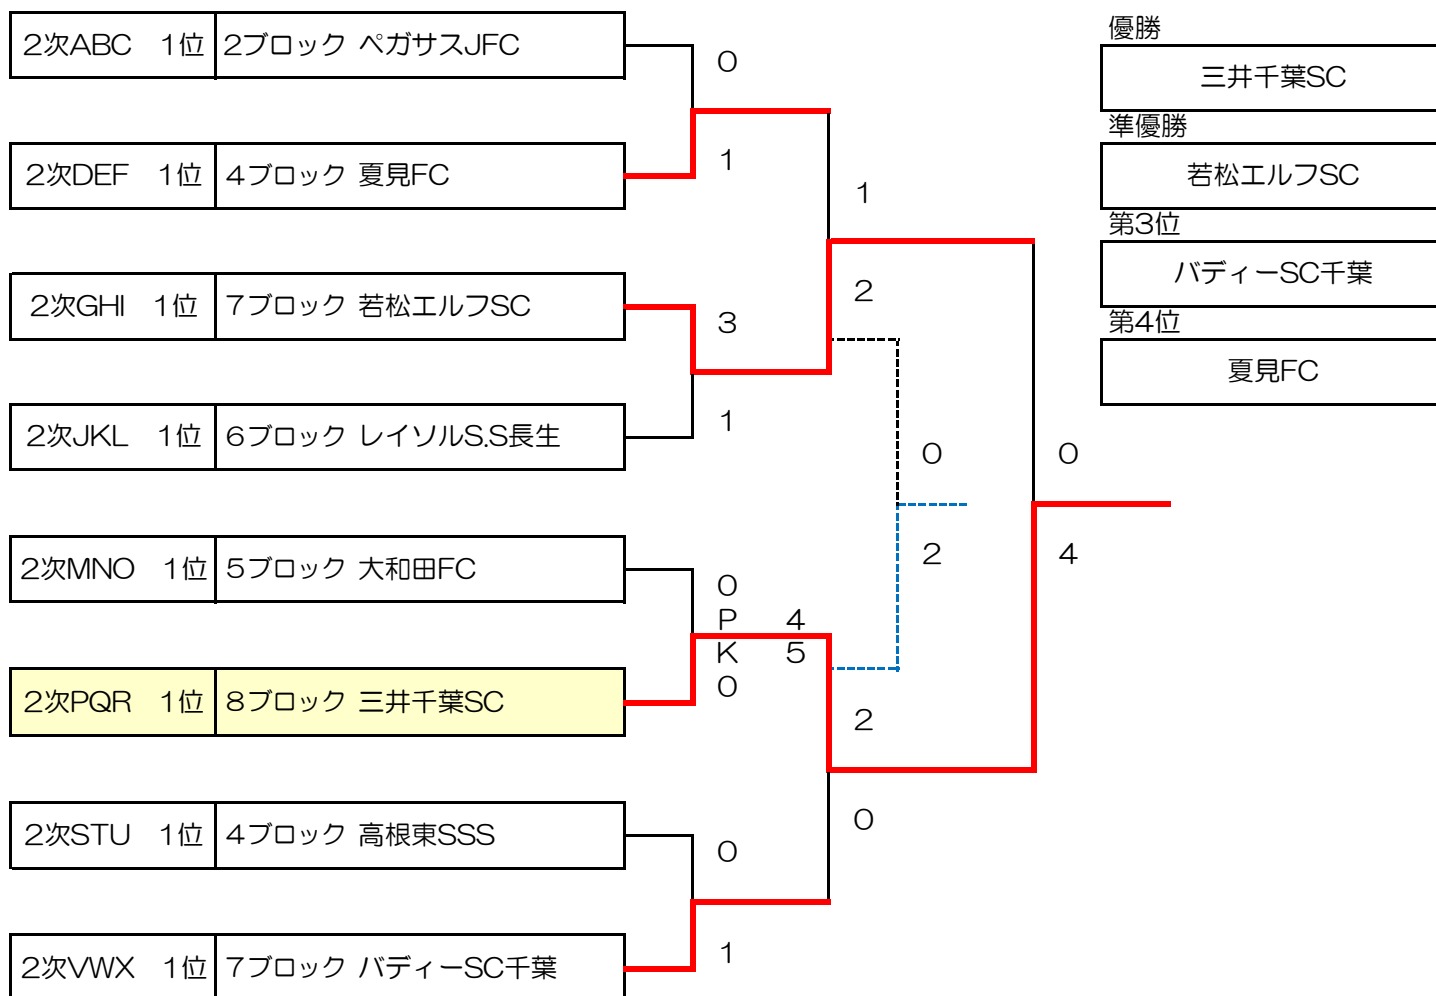 2次ABC　1位 2ブロック ペガサスJFC
0
2次DEF　1位 4ブロック 夏見FC
1
1
2次GHI　1位 7ブロック 若松エルフSC
3
2
2次JKL　1位 6ブロック レイソルS.S長生
1
0
0
2次MNO　1位 5ブロック 大和田FC
0
2
4
P 4
K 5
0
2次PQR　1位 8ブロック 三井千葉SC
2
2次STU　1位 4ブロック 高根東SSS
0
0
2次VWX　1位 7ブロック バディーSC千葉
1
優勝
三井千葉SC
準優勝
若松エルフSC
第3位
バディーSC千葉
第4位
夏見FC